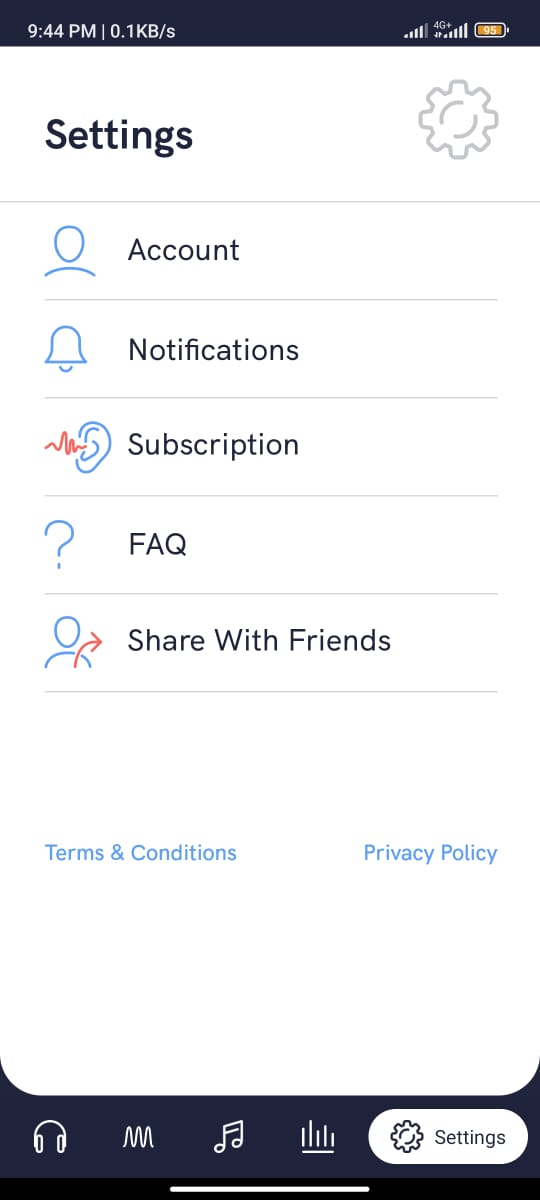 9:44 PM | 0.1KB/s 4G+ 95
Settings
Account
Notifications
Subscription
FAQ
Share With Friends
Terms & Conditions Privacy Policy
Settings